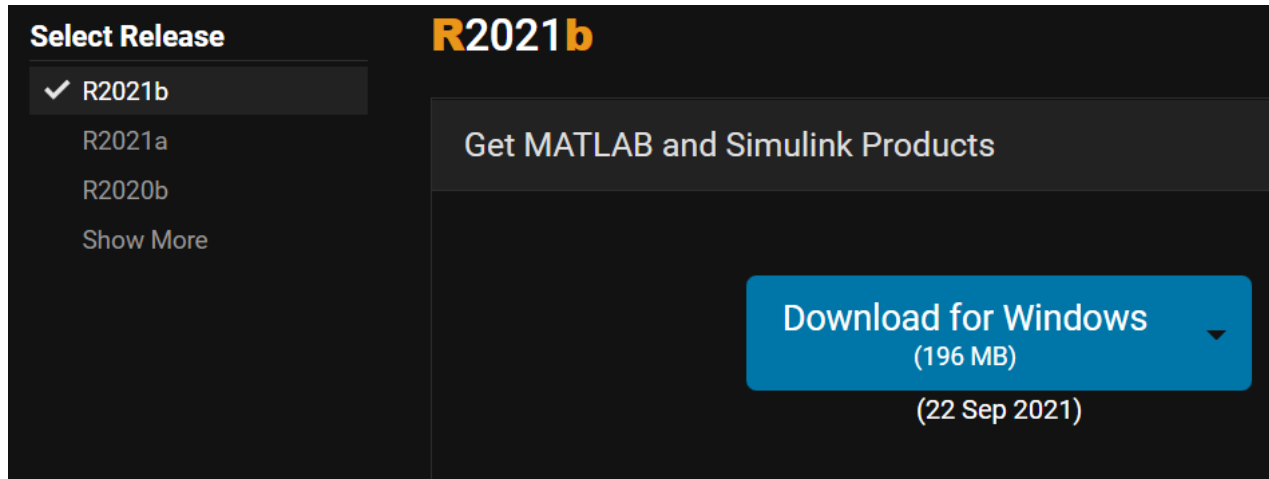 Select Release
R2021b
R2021a
R2020b
Show More
R2021b
Get MATLAB and Simulink Products
Download for Windows
(196 MB)
(22 Sep 2021)